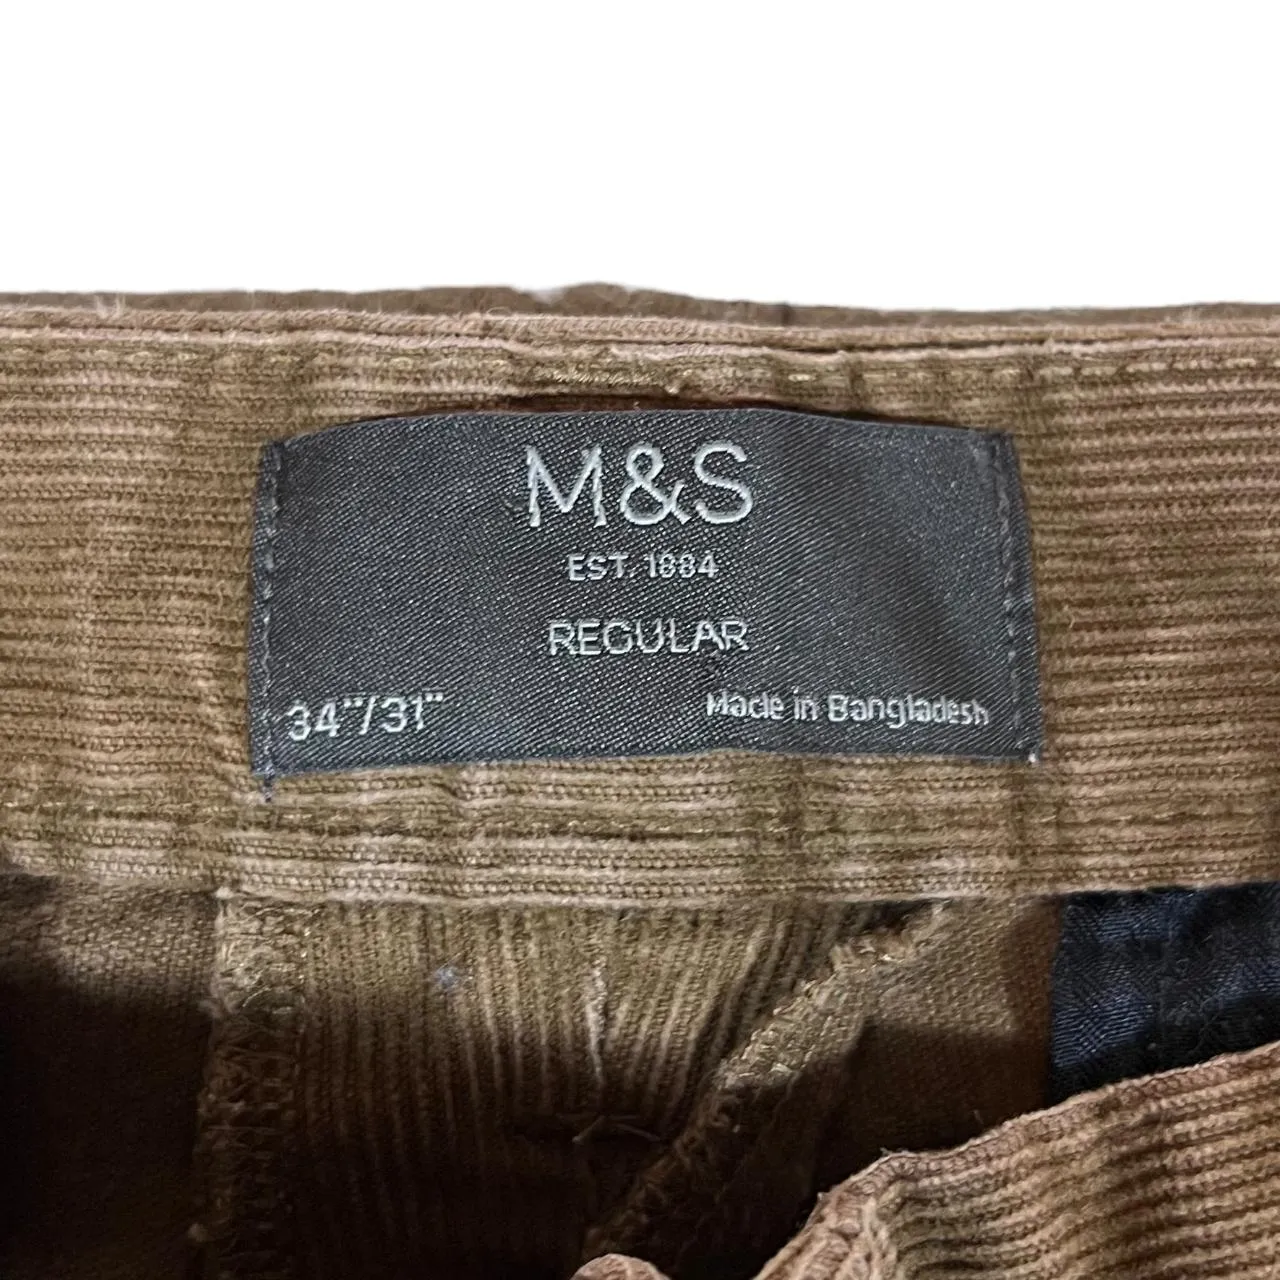 M&S
EST. 1884
REGULAR
34"/31"
Made in Bangladesh